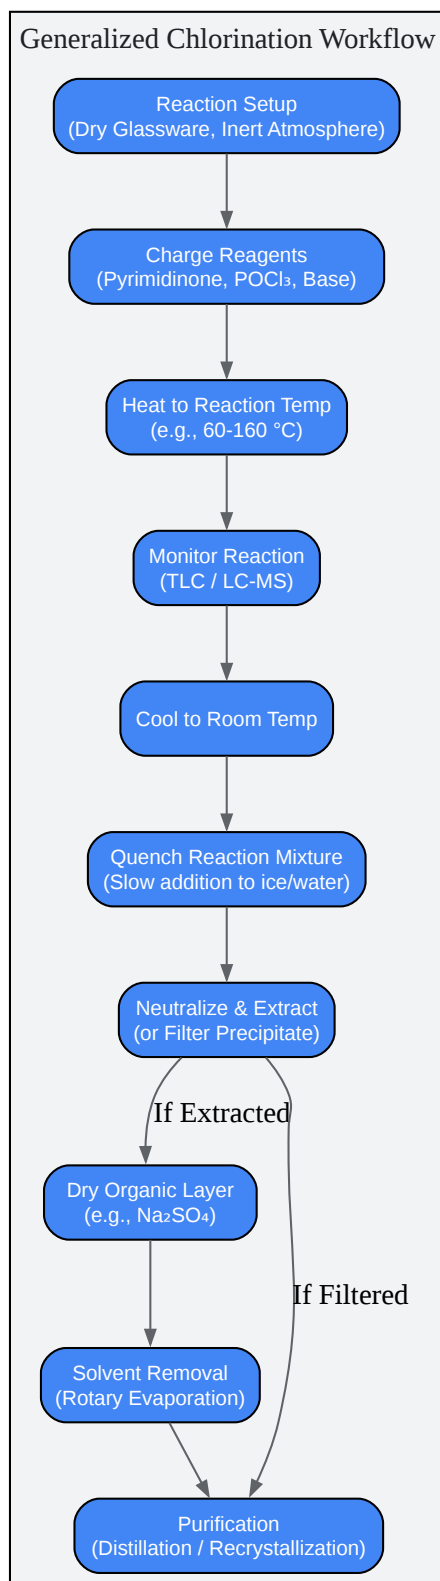 Generalized Chlorination Workflow
Reaction Setup
(Dry Glassware, Inert Atmosphere)
Charge Reagents
(Pyrimidinone, POCl₃, Base)
Heat to Reaction Temp
(e.g., 60-160 °C)
Monitor Reaction
(TLC / LC-MS)
Cool to Room Temp
Quench Reaction Mixture
(Slow addition to ice/water)
Neutralize & Extract
(or Filter Precipitate)
If Extracted
Dry Organic Layer
(e.g., Na₂SO₄)
If Filtered
Solvent Removal
(Rotary Evaporation)
Purification
(Distillation / Recrystallization)